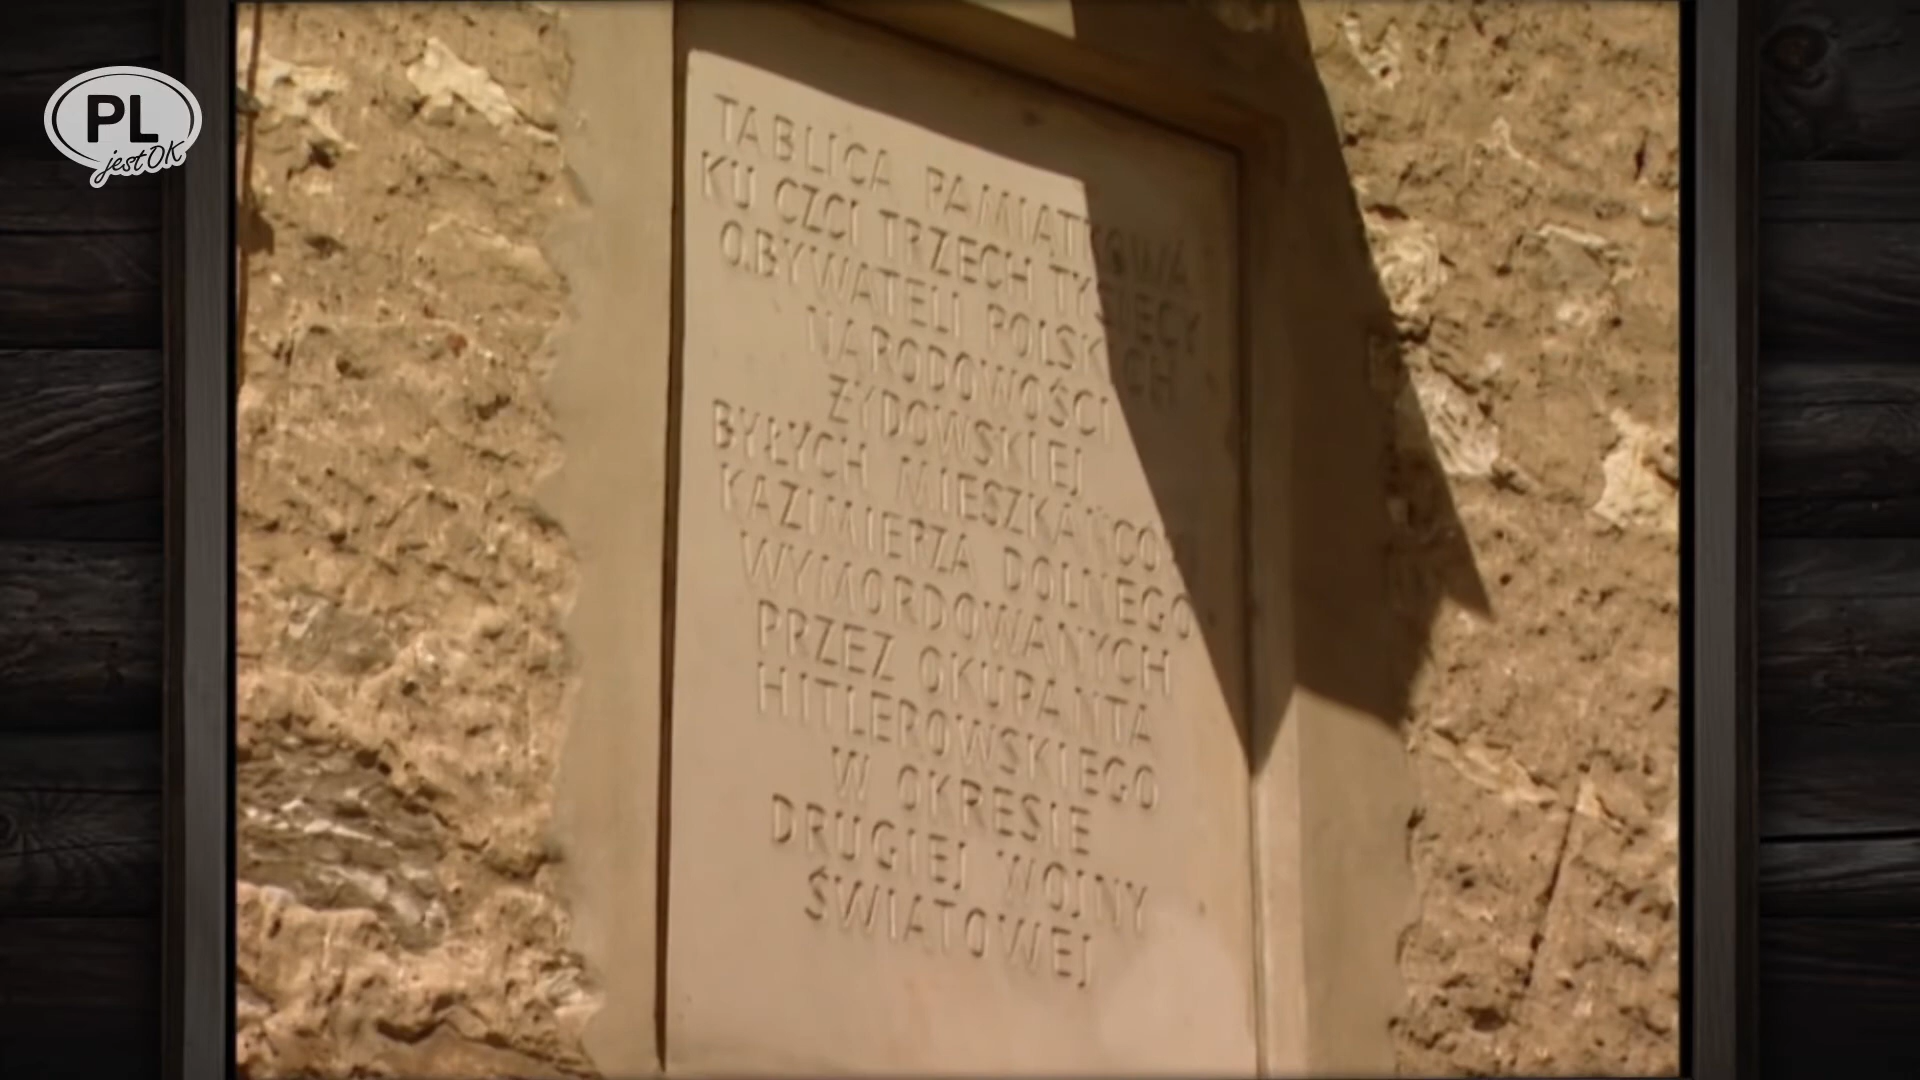 PL
jest OK
TABLICA PAMIĄTKOWA
KU CZCI TRZECH TYSIĘCY
OBYWATELI POLSKICH
NARODOWOŚCI
ŻYDOWSKIEJ
BYŁYCH MIESZKAŃCÓW
KAZIMIERZA DOLNEGO
WYMORDOWANYCH
PRZEZ OKUPANTA
HITLEROWSKIEGO
W OKRESIE
DRUGIEJ WOJNY
ŚWIATOWEJ